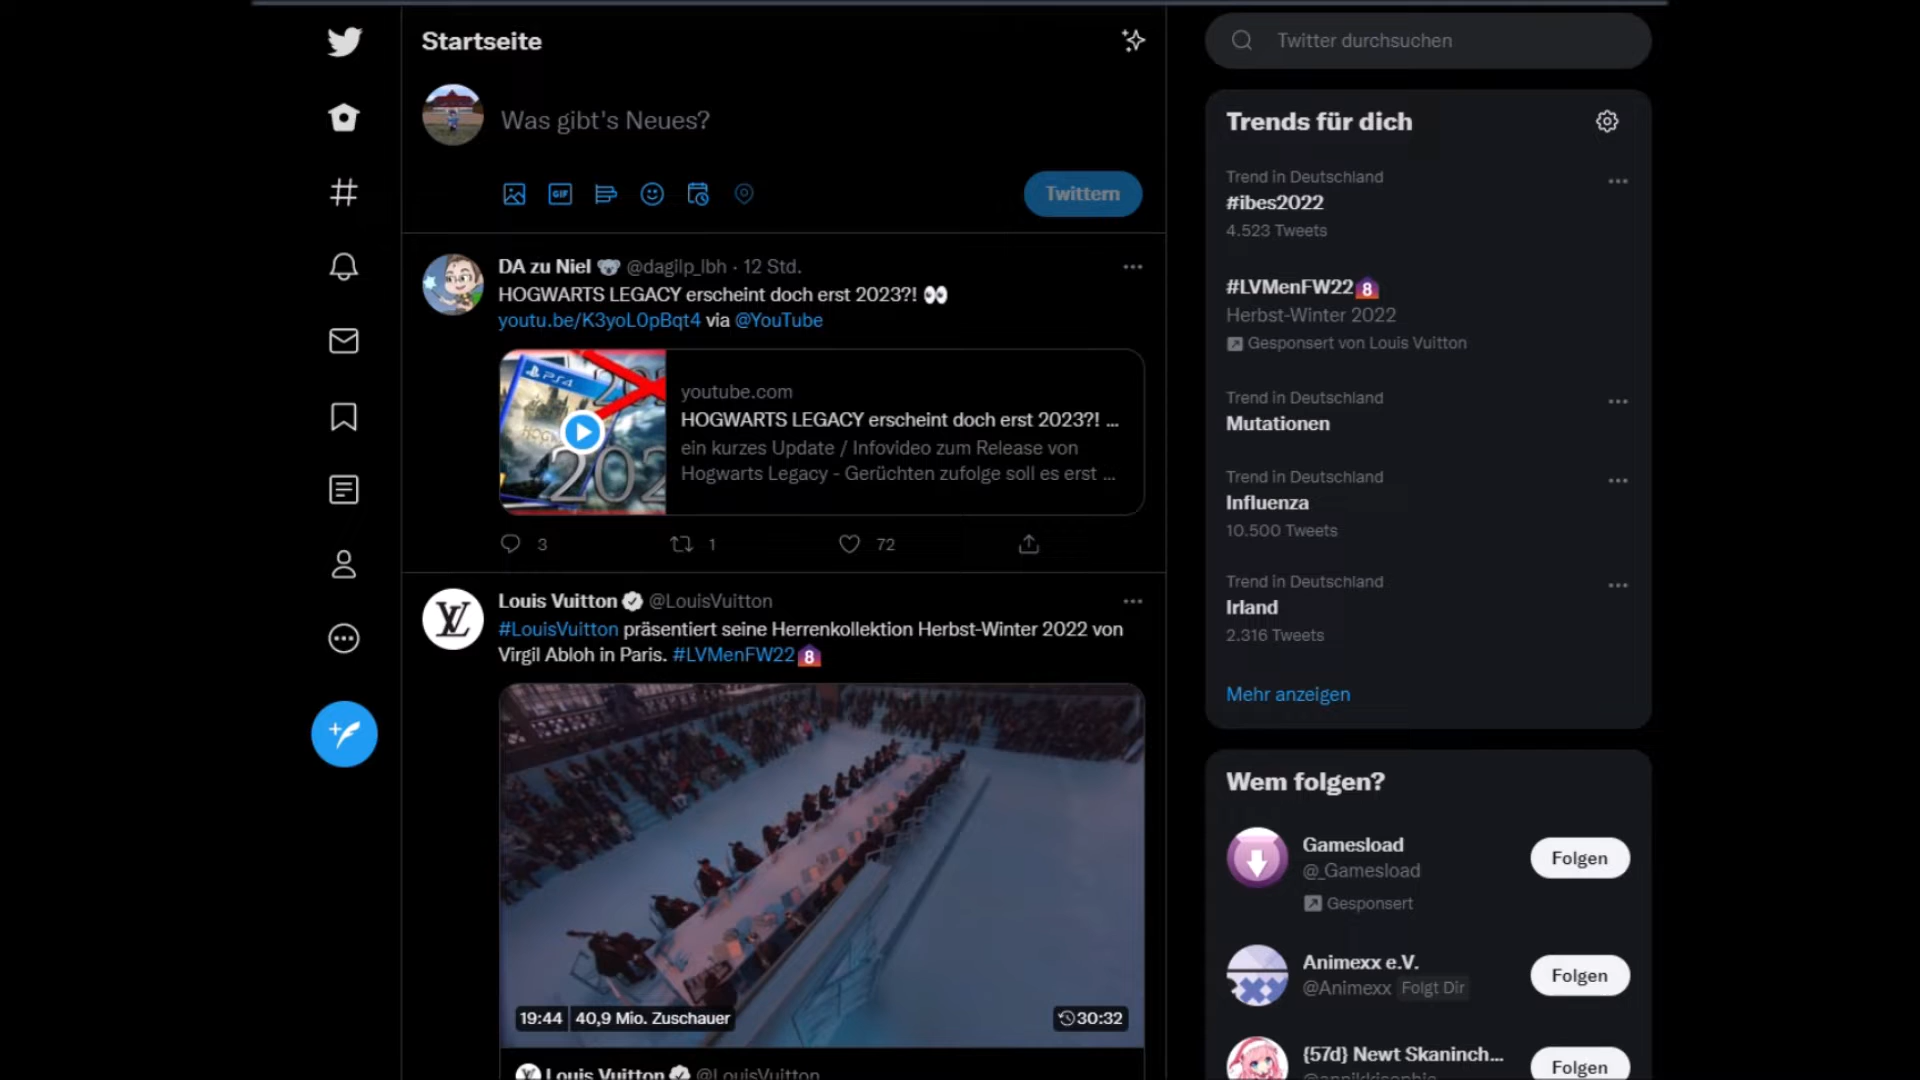 Startseite
Was gibt's Neues?
GIF
Twittern
DA zu Niel @dagilp_lbh · 12 Std.
HOGWARTS LEGACY erscheint doch erst 2023?!
youtu.be/K3yoL0pBqt4 via @YouTube
PS4
youtube.com
HOGWARTS LEGACY erscheint doch erst 2023?! ...
ein kurzes Update / Infovideo zum Release von
Hogwarts Legacy - Gerüchten zufolge soll es erst ...
3
1
72
Louis Vuitton @LouisVuitton
#LouisVuitton präsentiert seine Herrenkollektion Herbst-Winter 2022 von
Virgil Abloh in Paris. #LVMenFW22
19:44 40,9 Mio. Zuschauer
30:32
Louis Vuitton @LouisVuitton
Twitter durchsuchen
Trends für dich
Trend in Deutschland
#ibes2022
4.523 Tweets
#LVMenFW22
Herbst-Winter 2022
Gesponsert von Louis Vuitton
Trend in Deutschland
Mutationen
Trend in Deutschland
Influenza
10.500 Tweets
Trend in Deutschland
Irland
2.316 Tweets
Mehr anzeigen
Wem folgen?
Gamesload
@_Gamesload
Gesponsert
Folgen
Animexx e.V.
@Animexx Folgt Dir
Folgen
{57d} Newt Skaninch...
Folgen